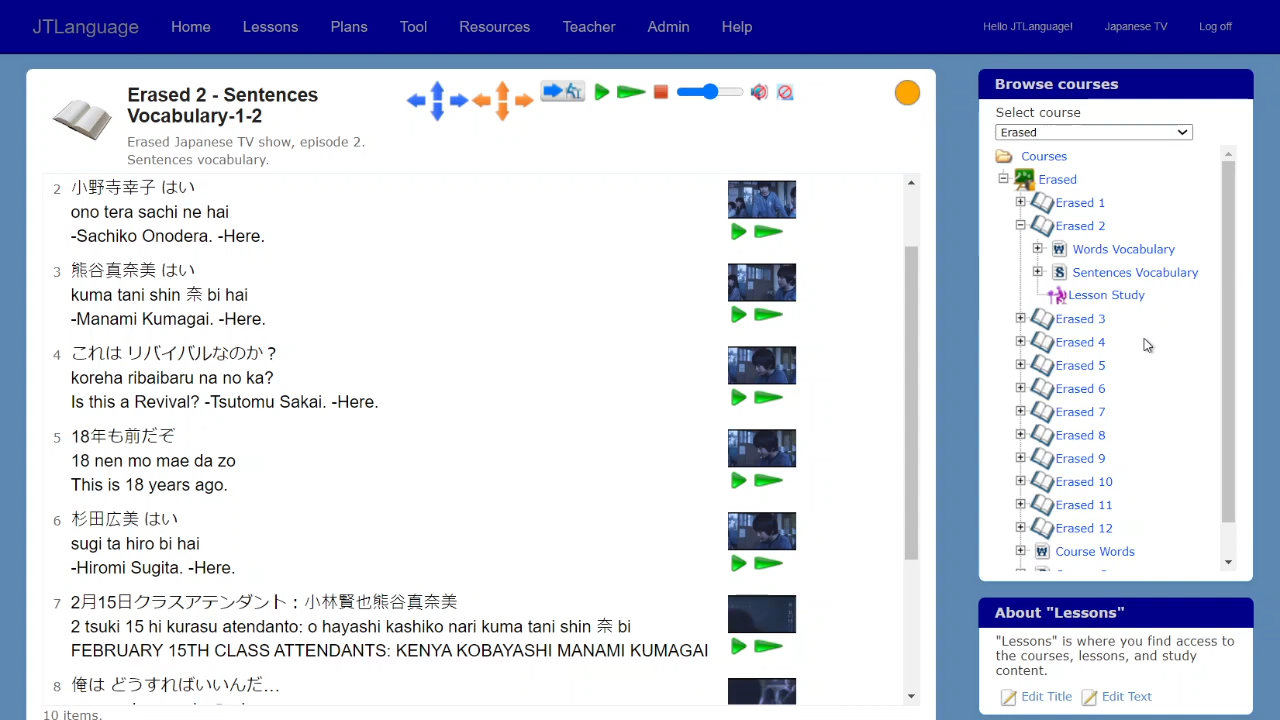 JTLanguage Home Lessons Plans Tool Resources Teacher Admin Help Hello JTLanguage! Japanese TV Log off
Erased 2 - Sentences
Vocabulary-1-2
Erased Japanese TV show, episode 2.
Sentences vocabulary.
2 小野寺幸子 はい
ono tera sachi ne hai
-Sachiko Onodera. -Here.
3 熊谷真奈美 はい
kuma tani shin 奈 bi hai
-Manami Kumagai. -Here.
4 これは リバイバルなのか？
koreha ribaibaru na no ka?
Is this a Revival? -Tsutomu Sakai. -Here.
5 18年も前だぞ
18 nen mo mae da zo
This is 18 years ago.
6 杉田広美 はい
sugi ta hiro bi hai
-Hiromi Sugita. -Here.
7 2月15日クラスアテンダント：小林賢也熊谷真奈美
2 tsuki 15 hi kurasu atendanto: o hayashi kashiko nari kuma tani shin 奈 bi
FEBRUARY 15TH CLASS ATTENDANTS: KENYA KOBAYASHI MANAMI KUMAGAI
8 俺は どうすればいいんだ…
10 items.
Browse courses
Select course
Erased
Courses
Erased
Erased 1
Erased 2
Words Vocabulary
Sentences Vocabulary
Lesson Study
Erased 3
Erased 4
Erased 5
Erased 6
Erased 7
Erased 8
Erased 9
Erased 10
Erased 11
Erased 12
Course Words
About "Lessons"
"Lessons" is where you find access to
the courses, lessons, and study
content.
Edit Title Edit Text